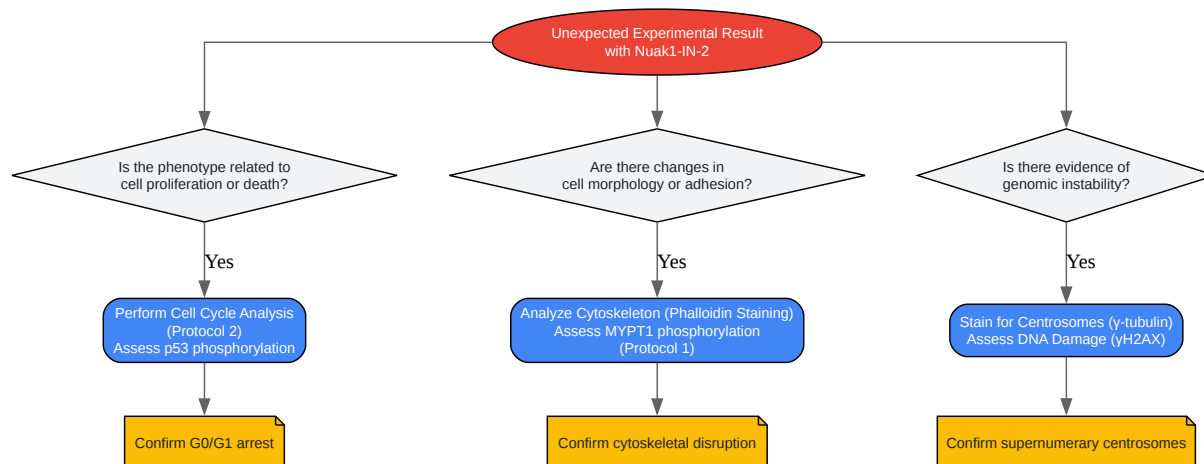 Unexpected Experimental Result
with Nuak1-IN-2
Is the phenotype related to
cell proliferation or death?
Are there changes in
cell morphology or adhesion?
Is there evidence of
genomic instability?
Yes
Yes
Yes
Perform Cell Cycle Analysis
(Protocol 2)
Assess p53 phosphorylation
Analyze Cytoskeleton (Phalloidin Staining)
Assess MYPT1 phosphorylation
(Protocol 1)
Stain for Centrosomes (γ-tubulin)
Assess DNA Damage (γH2AX)
Confirm G0/G1 arrest
Confirm cytoskeletal disruption
Confirm supernumerary centrosomes